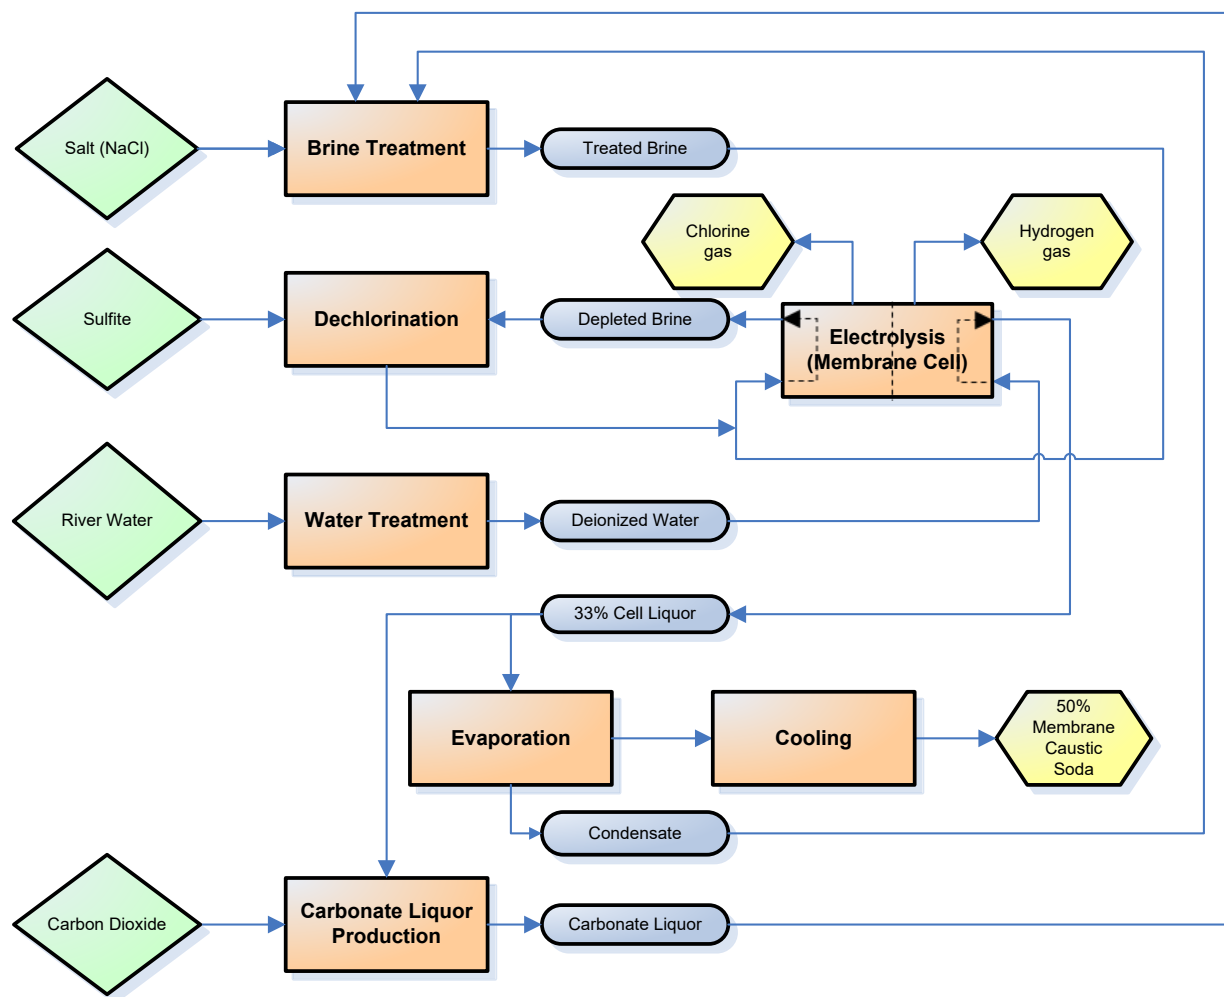 Salt (NaCl)
Brine Treatment
Treated Brine
Chlorine
gas
Hydrogen
gas
Sulfite
Dechlorination
Depleted Brine
Electrolysis
(Membrane Cell)
River Water
Water Treatment
Deionized Water
33% Cell Liquor
Evaporation
Cooling
50%
Membrane
Caustic
Soda
Condensate
Carbon Dioxide
Carbonate Liquor
Production
Carbonate Liquor